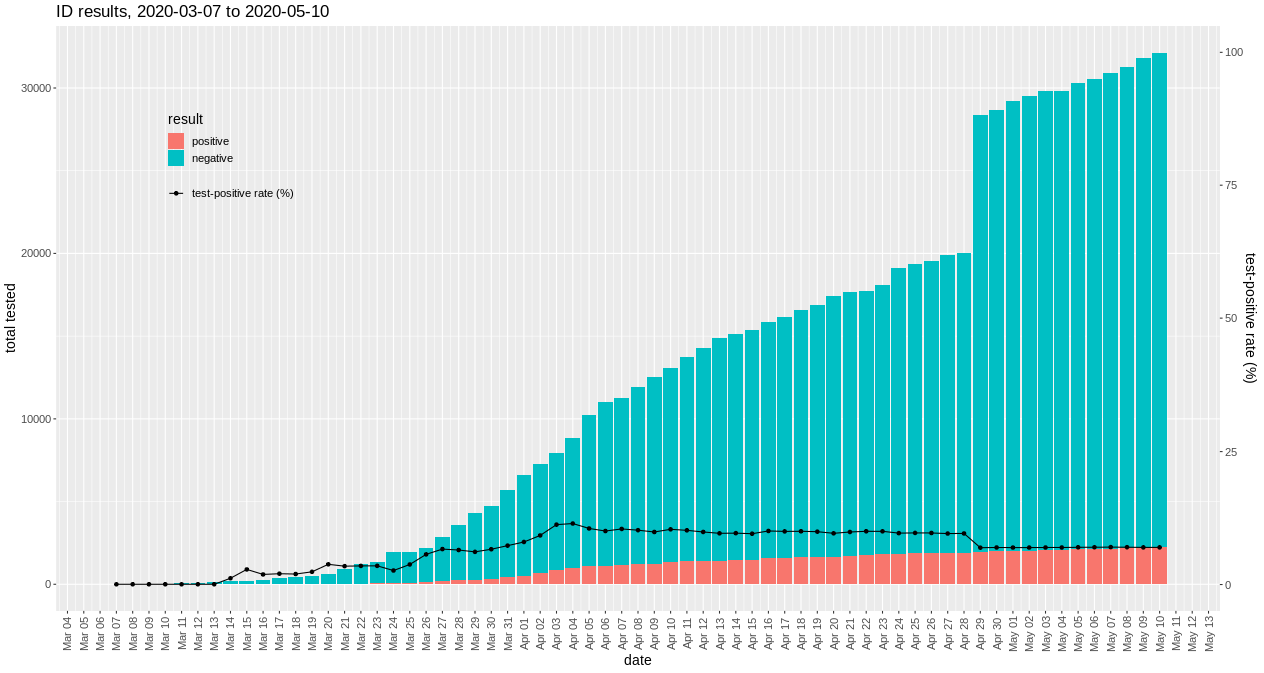 ID results, 2020-03-07 to 2020-05-10
result
positive
negative
test-positive rate (%)
total tested
30000
20000
10000
0
100
75
50
25
0
test-positive rate (%)
Mar 04
Mar 05
Mar 06
Mar 07
Mar 08
Mar 09
Mar 10
Mar 11
Mar 12
Mar 13
Mar 14
Mar 15
Mar 16
Mar 17
Mar 18
Mar 19
Mar 20
Mar 21
Mar 22
Mar 23
Mar 24
Mar 25
Mar 26
Mar 27
Mar 28
Mar 29
Mar 30
Mar 31
Apr 01
Apr 02
Apr 03
Apr 04
Apr 05
Apr 06
Apr 07
Apr 08
Apr 09
Apr 10
Apr 11
Apr 12
Apr 13
Apr 14
Apr 15
Apr 16
Apr 17
Apr 18
Apr 19
Apr 20
Apr 21
Apr 22
Apr 23
Apr 24
Apr 25
Apr 26
Apr 27
Apr 28
Apr 29
Apr 30
May 01
May 02
May 03
May 04
May 05
May 06
May 07
May 08
May 09
May 10
May 11
May 12
May 13
date